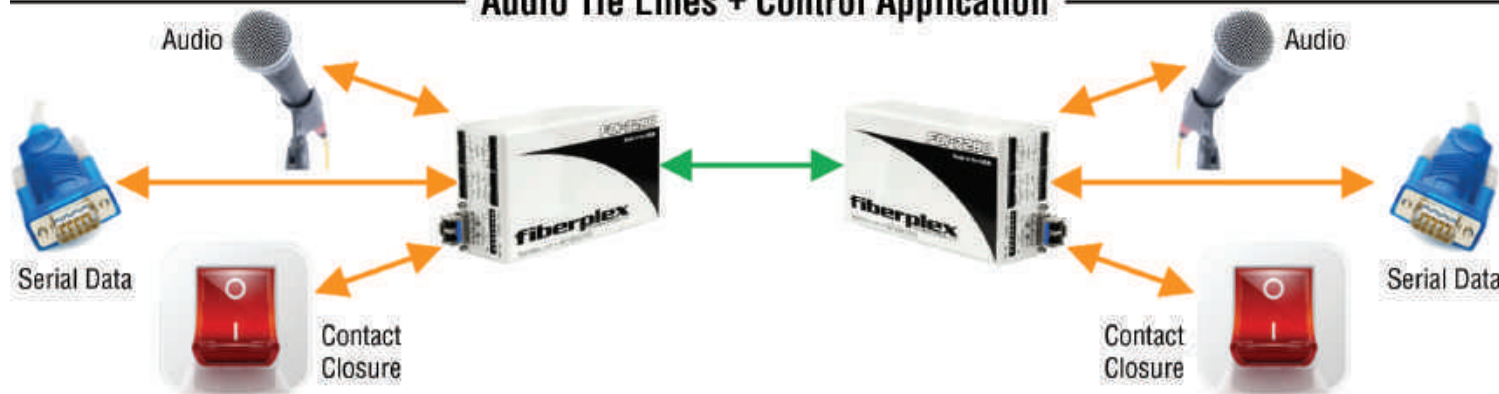 Audio Tie Lines + Control Application
Audio
Audio
fiberplex
fiberplex
Serial Data
Serial Data
Contact
Closure
Contact
Closure